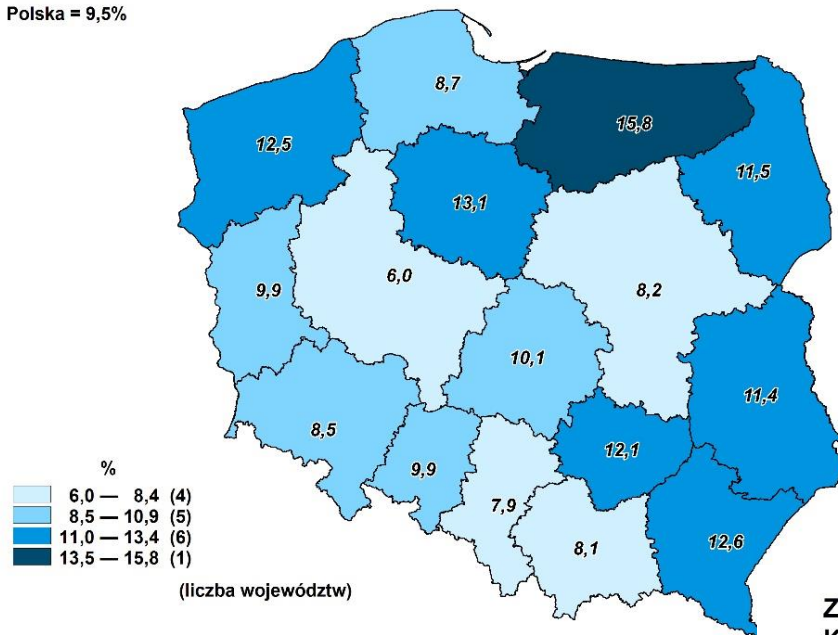 Polska = 9,5%
8,7
15,8
12,5
11,5
13,1
6,0
8,2
9,9
10,1
11,4
8,5
12,1
9,9
7,9
8,1
12,6
%
6,0 — 8,4 (4)
8,5 — 10,9 (5)
11,0 — 13,4 (6)
13,5 — 15,8 (1)
(liczba województw)